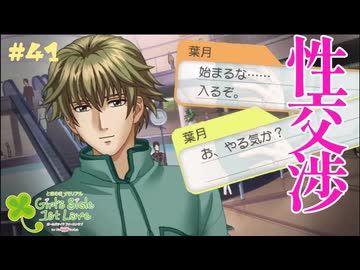 #41
葉月
始まるな……
入るぞ。
葉月
お、やる気か？
性交渉
Girl's Side
1st Love